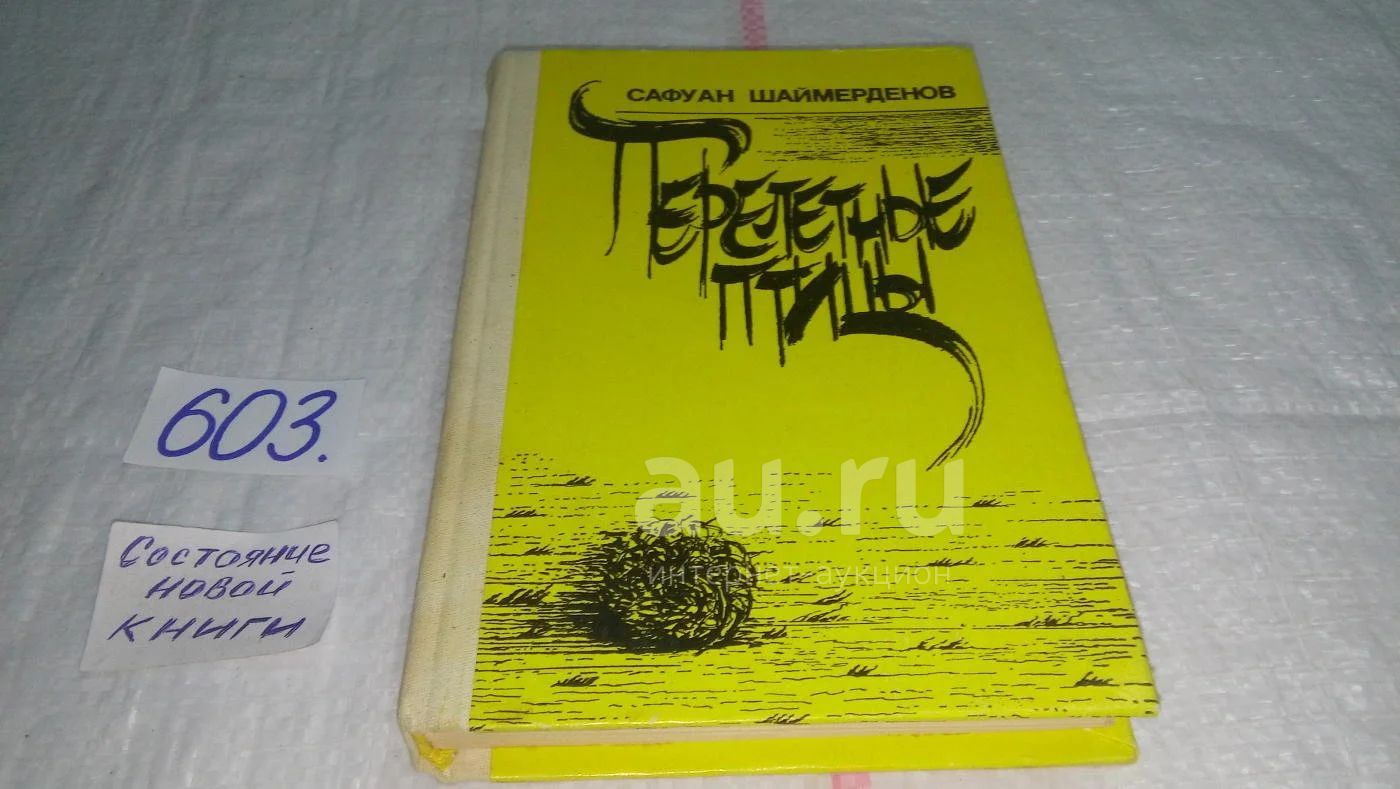 САФУАН ШАЙМЕРДЕНОВ
ПЕРЕЛЕТНЫЕ
ПТИЦЫ
603.
Состояние
новой
книги
au.ru
интернет аукцион